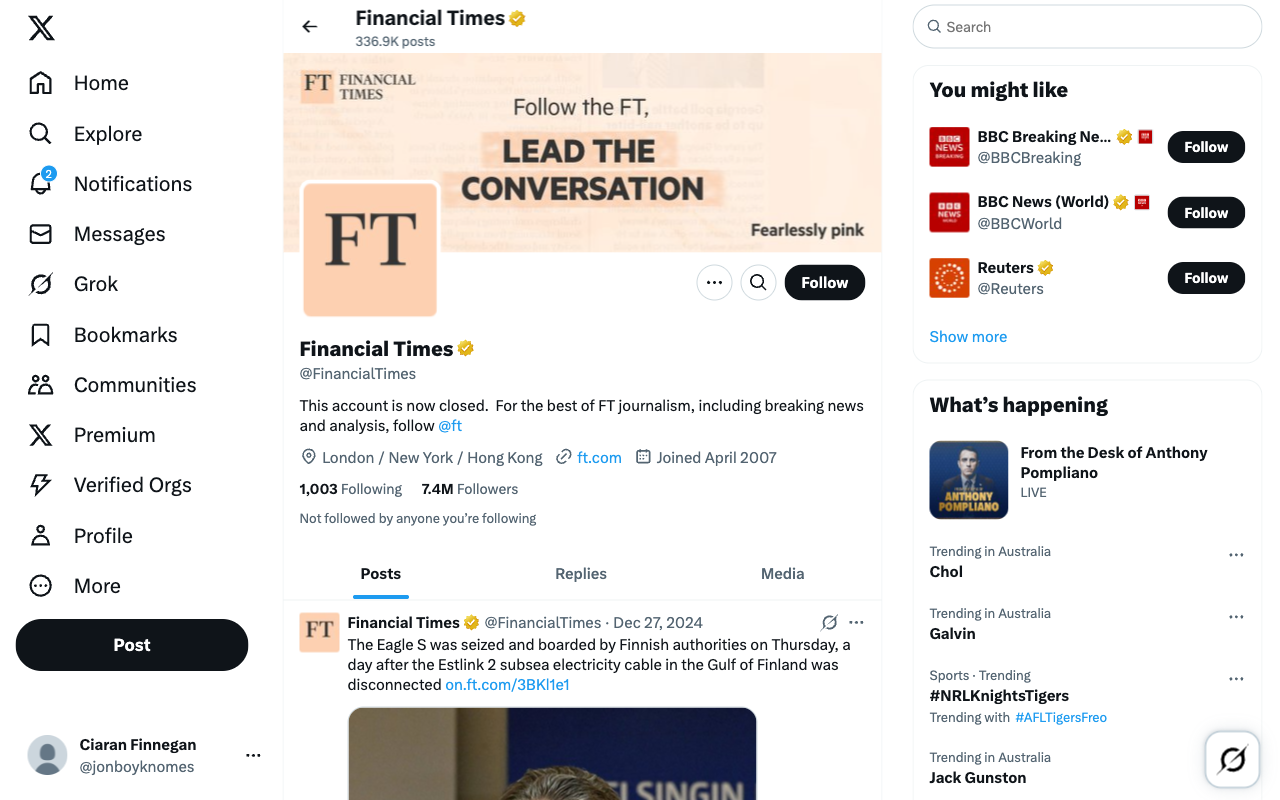 Home
Explore
2
Notifications
Messages
Grok
Bookmarks
Communities
Premium
Verified Orgs
Profile
More
Post
Ciaran Finnegan
@jonboyknomes
Financial Times
336.9K posts
FT FINANCIAL
TIMES
Follow the FT,
LEAD THE
CONVERSATION
Fearlessly pink
FT
Follow
Financial Times
@FinancialTimes
This account is now closed. For the best of FT journalism, including breaking news
and analysis, follow @ft
London / New York / Hong Kong ft.com Joined April 2007
1,003 Following 7.4M Followers
Not followed by anyone you're following
Posts Replies Media
FT
Financial Times @FinancialTimes · Dec 27, 2024
The Eagle S was seized and boarded by Finnish authorities on Thursday, a
day after the Estlink 2 subsea electricity cable in the Gulf of Finland was
disconnected on.ft.com/3BKl1e1
ELSINGIN
Search
You might like
BBC
NEWS
BREAKING
BBC Breaking Ne...
@BBCBreaking
Follow
BBC
NEWS
WORLD
BBC News (World)
@BBCWorld
Follow
Reuters
@Reuters
Follow
Show more
What's happening
ANTHONY
POMPLIANO
From the Desk of Anthony
Pompliano
LIVE
Trending in Australia
Chol
Trending in Australia
Galvin
Sports · Trending
#NRLKnightsTigers
Trending with #AFLTigersFreo
Trending in Australia
Jack Gunston